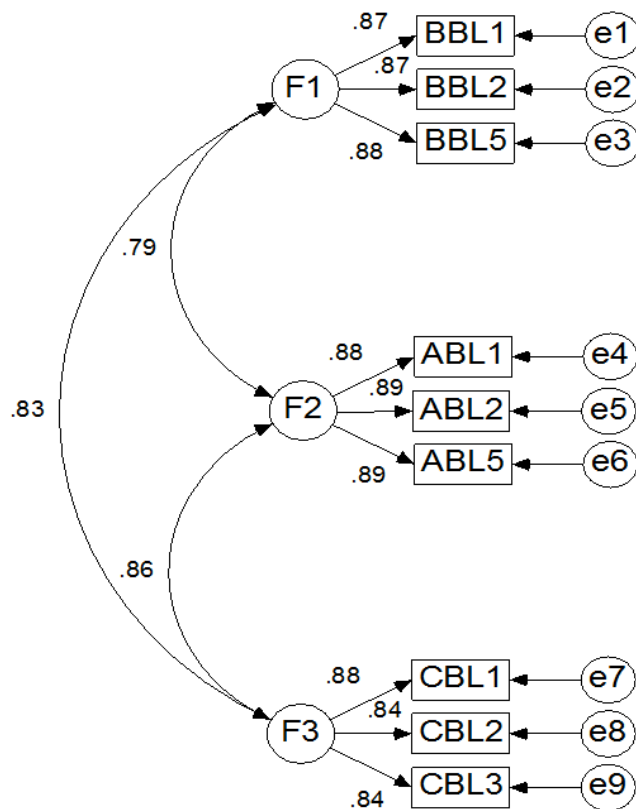 .87 BBL1 e1
.87 BBL2 e2
F1
.88 BBL5 e3
.79
.88 ABL1 e4
.89 ABL2 e5
.83 F2
.89 ABL5 e6
.86
.88 CBL1 e7
.84 CBL2 e8
F3
.84 CBL3 e9